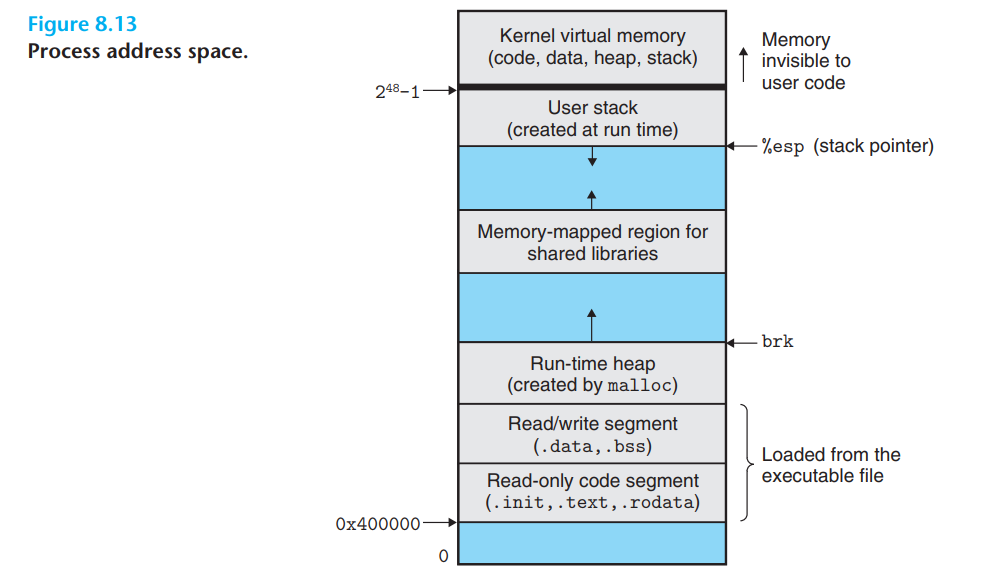 Figure 8.13
Process address space.
Kernel virtual memory
(code, data, heap, stack)
Memory
invisible to
user code
2⁴⁸−1
User stack
(created at run time)
%esp (stack pointer)
Memory-mapped region for
shared libraries
brk
Run-time heap
(created by malloc)
Read/write segment
(.data,.bss)
Loaded from the
executable file
Read-only code segment
(.init,.text,.rodata)
0x400000
0